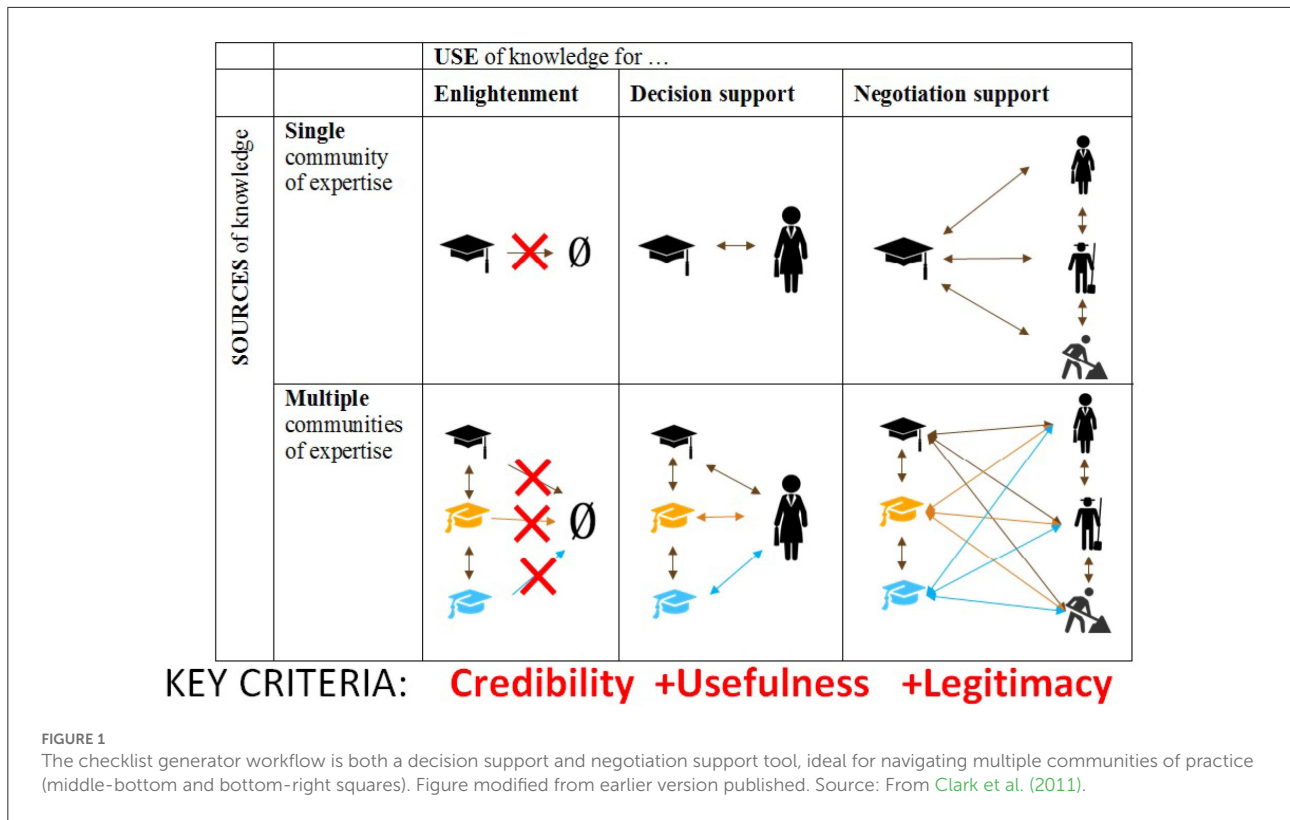 USE of knowledge for …
Enlightenment Decision support Negotiation support
SOURCES of knowledge
Single
community
of expertise
Ø
Multiple
communities
of expertise
Ø
KEY CRITERIA: Credibility +Usefulness +Legitimacy
FIGURE 1
The checklist generator workflow is both a decision support and negotiation support tool, ideal for navigating multiple communities of practice
(middle-bottom and bottom-right squares). Figure modified from earlier version published. Source: From Clark et al. (2011).